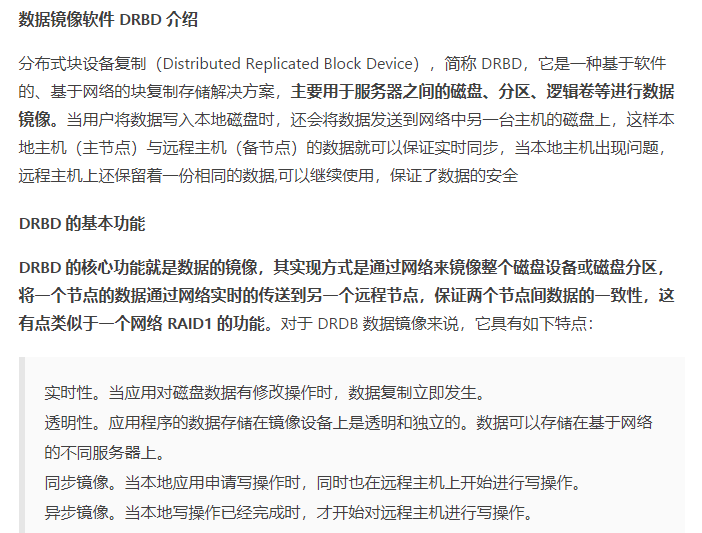 数据镜像软件 DRBD 介绍
分布式块设备复制（Distributed Replicated Block Device），简称 DRBD，它是一种基于软件
的、基于网络的块复制存储解决方案，主要用于服务器之间的磁盘、分区、逻辑卷等进行数据
镜像。当用户将数据写入本地磁盘时，还会将数据发送到网络中另一台主机的磁盘上，这样本
地主机（主节点）与远程主机（备节点）的数据就可以保证实时同步，当本地主机出现问题，
远程主机上还保留着一份相同的数据,可以继续使用，保证了数据的安全
DRBD 的基本功能
DRBD 的核心功能就是数据的镜像，其实现方式是通过网络来镜像整个磁盘设备或磁盘分区，
将一个节点的数据通过网络实时的传送到另一个远程节点，保证两个节点间数据的一致性，这
有点类似于一个网络 RAID1 的功能。对于 DRDB 数据镜像来说，它具有如下特点：
实时性。当应用对磁盘数据有修改操作时，数据复制立即发生。
透明性。应用程序的数据存储在镜像设备上是透明和独立的。数据可以存储在基于网络
的不同服务器上。
同步镜像。当本地应用申请写操作时，同时也在远程主机上开始进行写操作。
异步镜像。当本地写操作已经完成时，才开始对远程主机进行写操作。